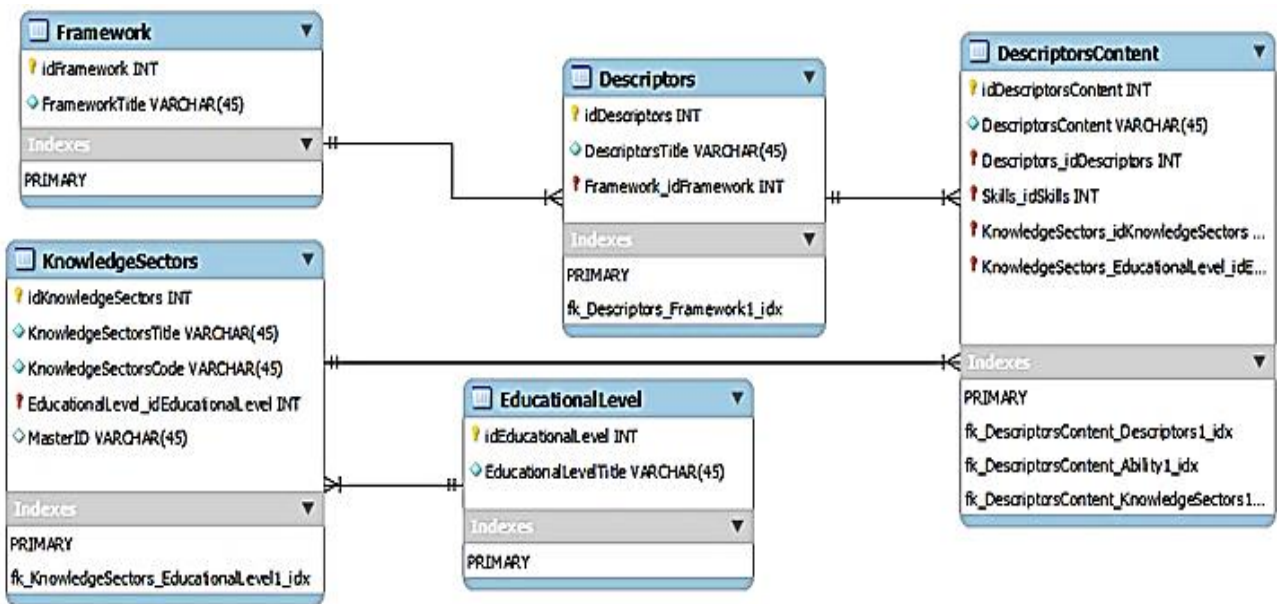 Framework
idFramework INT
FrameworkTitle VARCHAR(45)
Indexes
PRIMARY
Descriptors
idDescriptors INT
DescriptorsTitle VARCHAR(45)
Framework_idFramework INT
Indexes
PRIMARY
fk_Descriptors_Framework1_idx
DescriptorsContent
idDescriptorsContent INT
DescriptorsContent VARCHAR(45)
Descriptors_idDescriptors INT
Skills_idSkills INT
KnowledgeSectors_idKnowledgeSectors ...
KnowledgeSectors_EducationalLevel_idE...
Indexes
PRIMARY
fk_DescriptorsContent_Descriptors1_idx
fk_DescriptorsContent_Ability1_idx
fk_DescriptorsContent_KnowledgeSectors1...
KnowledgeSectors
idKnowledgeSectors INT
KnowledgeSectorsTitle VARCHAR(45)
KnowledgeSectorsCode VARCHAR(45)
EducationalLevel_idEducationalLevel INT
MasterID VARCHAR(45)
Indexes
PRIMARY
fk_KnowledgeSectors_EducationalLevel1_idx
EducationalLevel
idEducationalLevel INT
EducationalLevelTitle VARCHAR(45)
Indexes
PRIMARY